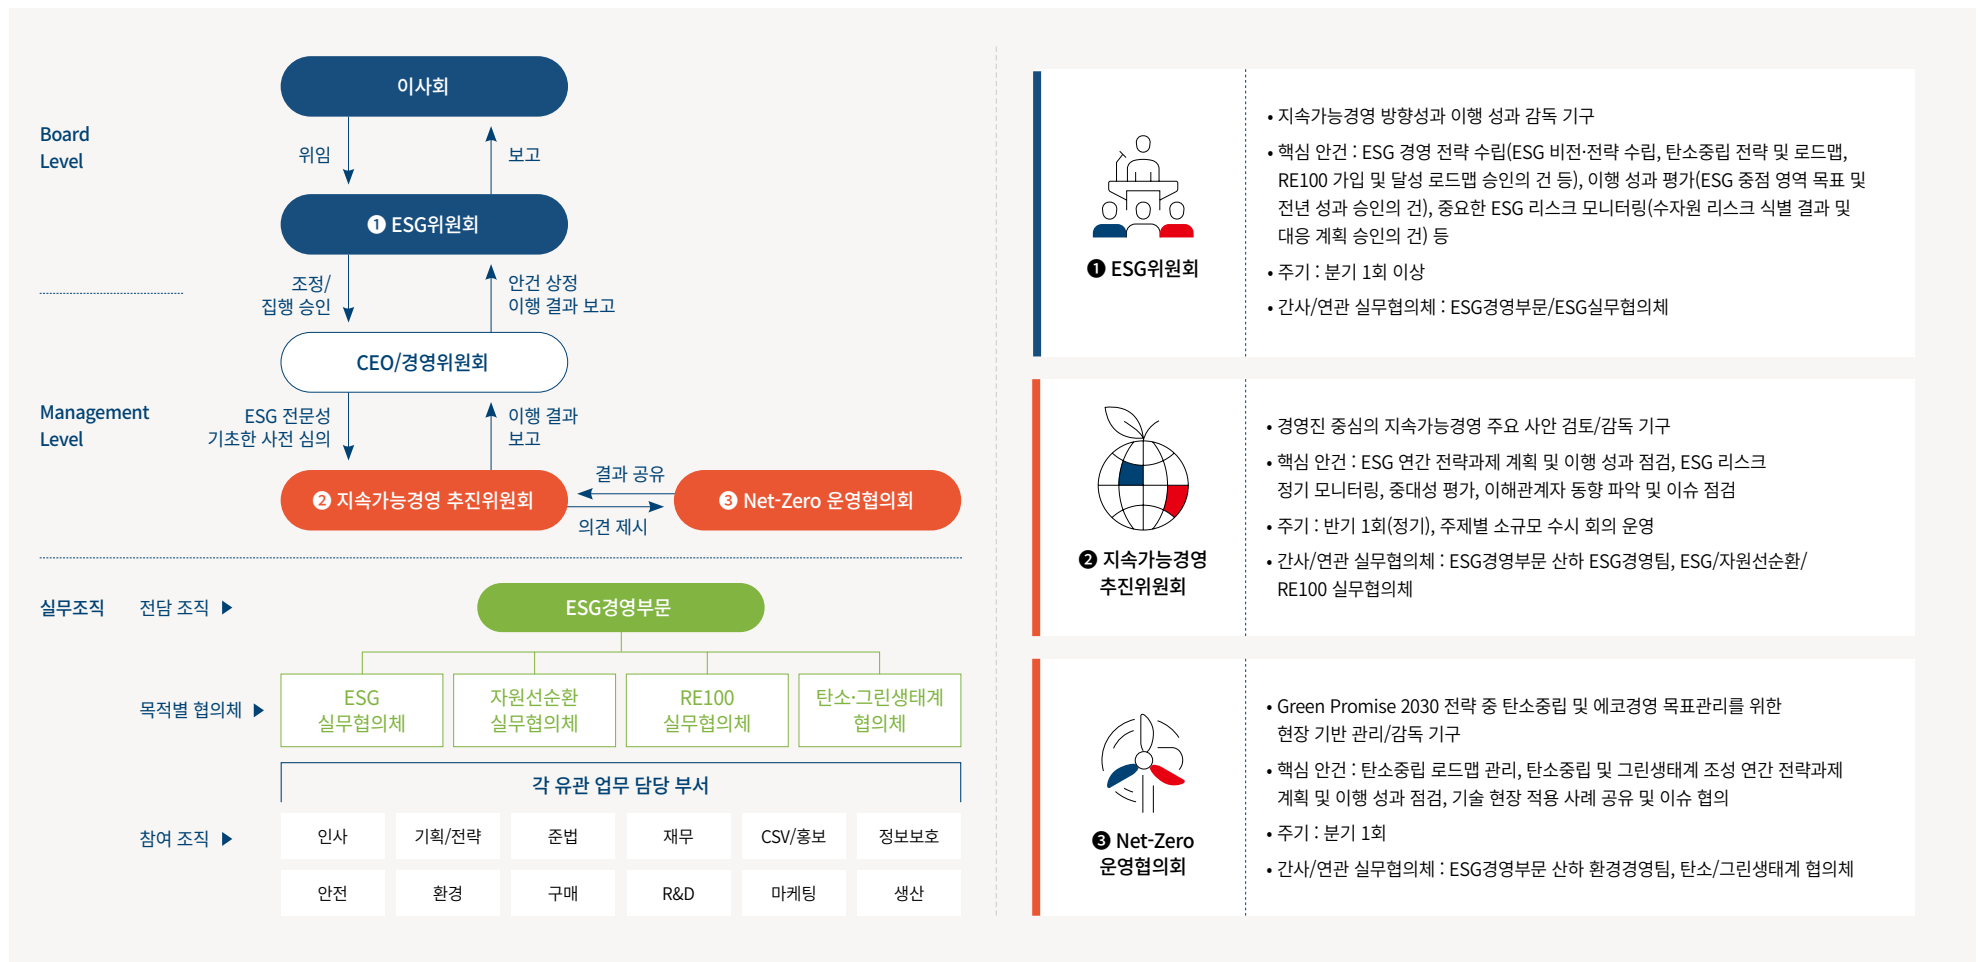 Board
Level
이사회
위임
보고
❶ ESG위원회
조정/
집행 승인
안건 상정
이행 결과 보고
CEO/경영위원회
Management
Level
ESG 전문성
기초한 사전 심의
이행 결과
보고
❷ 지속가능경영 추진위원회
결과 공유
의견 제시
❸ Net-Zero 운영협의회
실무조직
전담 조직 ▶
ESG경영부문
목적별 협의체 ▶
ESG
실무협의체
자원선순환
실무협의체
RE100
실무협의체
탄소·그린생태계
협의체
각 유관 업무 담당 부서
참여 조직 ▶
인사
기획/전략
준법
재무
CSV/홍보
정보보호
안전
환경
구매
R&D
마케팅
생산
❶ ESG위원회
• 지속가능경영 방향성과 이행 성과 감독 기구
• 핵심 안건 : ESG 경영 전략 수립(ESG 비전·전략 수립, 탄소중립 전략 및 로드맵,
RE100 가입 및 달성 로드맵 승인의 건 등), 이행 성과 평가(ESG 중점 영역 목표 및
전년 성과 승인의 건), 중요한 ESG 리스크 모니터링(수자원 리스크 식별 결과 및
대응 계획 승인의 건) 등
• 주기 : 분기 1회 이상
• 간사/연관 실무협의체 : ESG경영부문/ESG실무협의체
❷ 지속가능경영
추진위원회
• 경영진 중심의 지속가능경영 주요 사안 검토/감독 기구
• 핵심 안건 : ESG 연간 전략과제 계획 및 이행 성과 점검, ESG 리스크
정기 모니터링, 중대성 평가, 이해관계자 동향 파악 및 이슈 점검
• 주기 : 반기 1회(정기), 주제별 소규모 수시 회의 운영
• 간사/연관 실무협의체 : ESG경영부문 산하 ESG경영팀, ESG/자원선순환/
RE100 실무협의체
❸ Net-Zero
운영협의회
• Green Promise 2030 전략 중 탄소중립 및 에코경영 목표관리를 위한
현장 기반 관리/감독 기구
• 핵심 안건 : 탄소중립 로드맵 관리, 탄소중립 및 그린생태계 조성 연간 전략과제
계획 및 이행 성과 점검, 기술 현장 적용 사례 공유 및 이슈 협의
• 주기 : 분기 1회
• 간사/연관 실무협의체 : ESG경영부문 산하 환경경영팀, 탄소/그린생태계 협의체